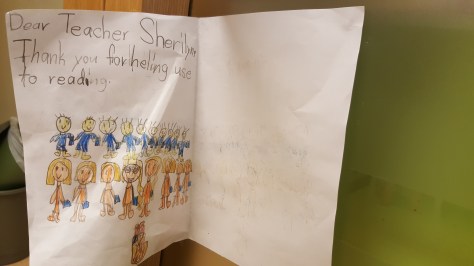 Dear Teacher Sherilyn
Thank you for heling use
to reading.